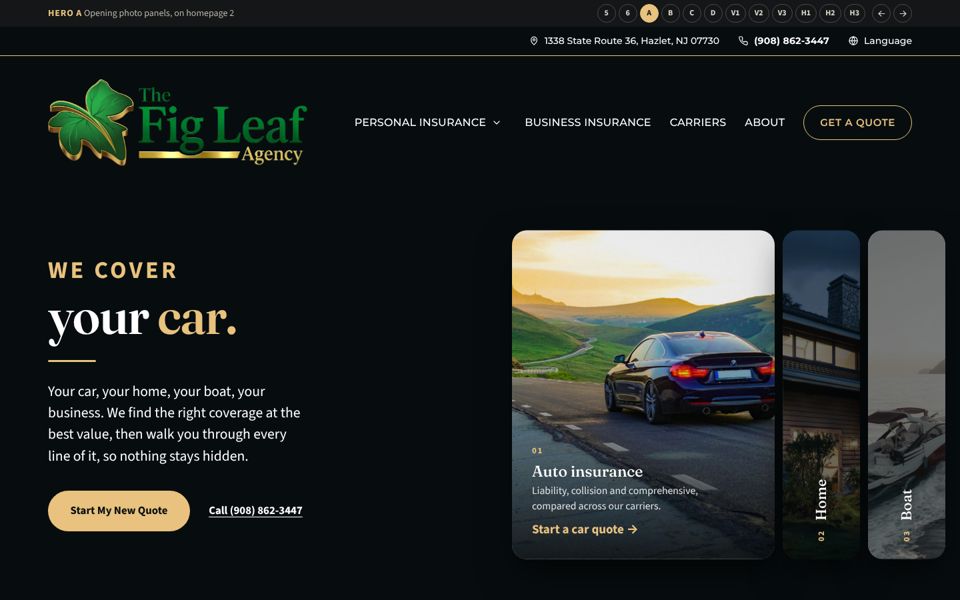 HERO A Opening photo panels, on homepage 2
5 6 A B C D V1 V2 V3 H1 H2 H3 ← →
1338 State Route 36, Hazlet, NJ 07730
(908) 862-3447
Language
The
Fig Leaf
Agency
PERSONAL INSURANCE
BUSINESS INSURANCE
CARRIERS
ABOUT
GET A QUOTE
WE COVER
your car.
Your car, your home, your boat, your
business. We find the right coverage at the
best value, then walk you through every
line of it, so nothing stays hidden.
Start My New Quote
Call (908) 862-3447
01
Auto insurance
Liability, collision and comprehensive,
compared across our carriers.
Start a car quote →
02 Home
03 Boat